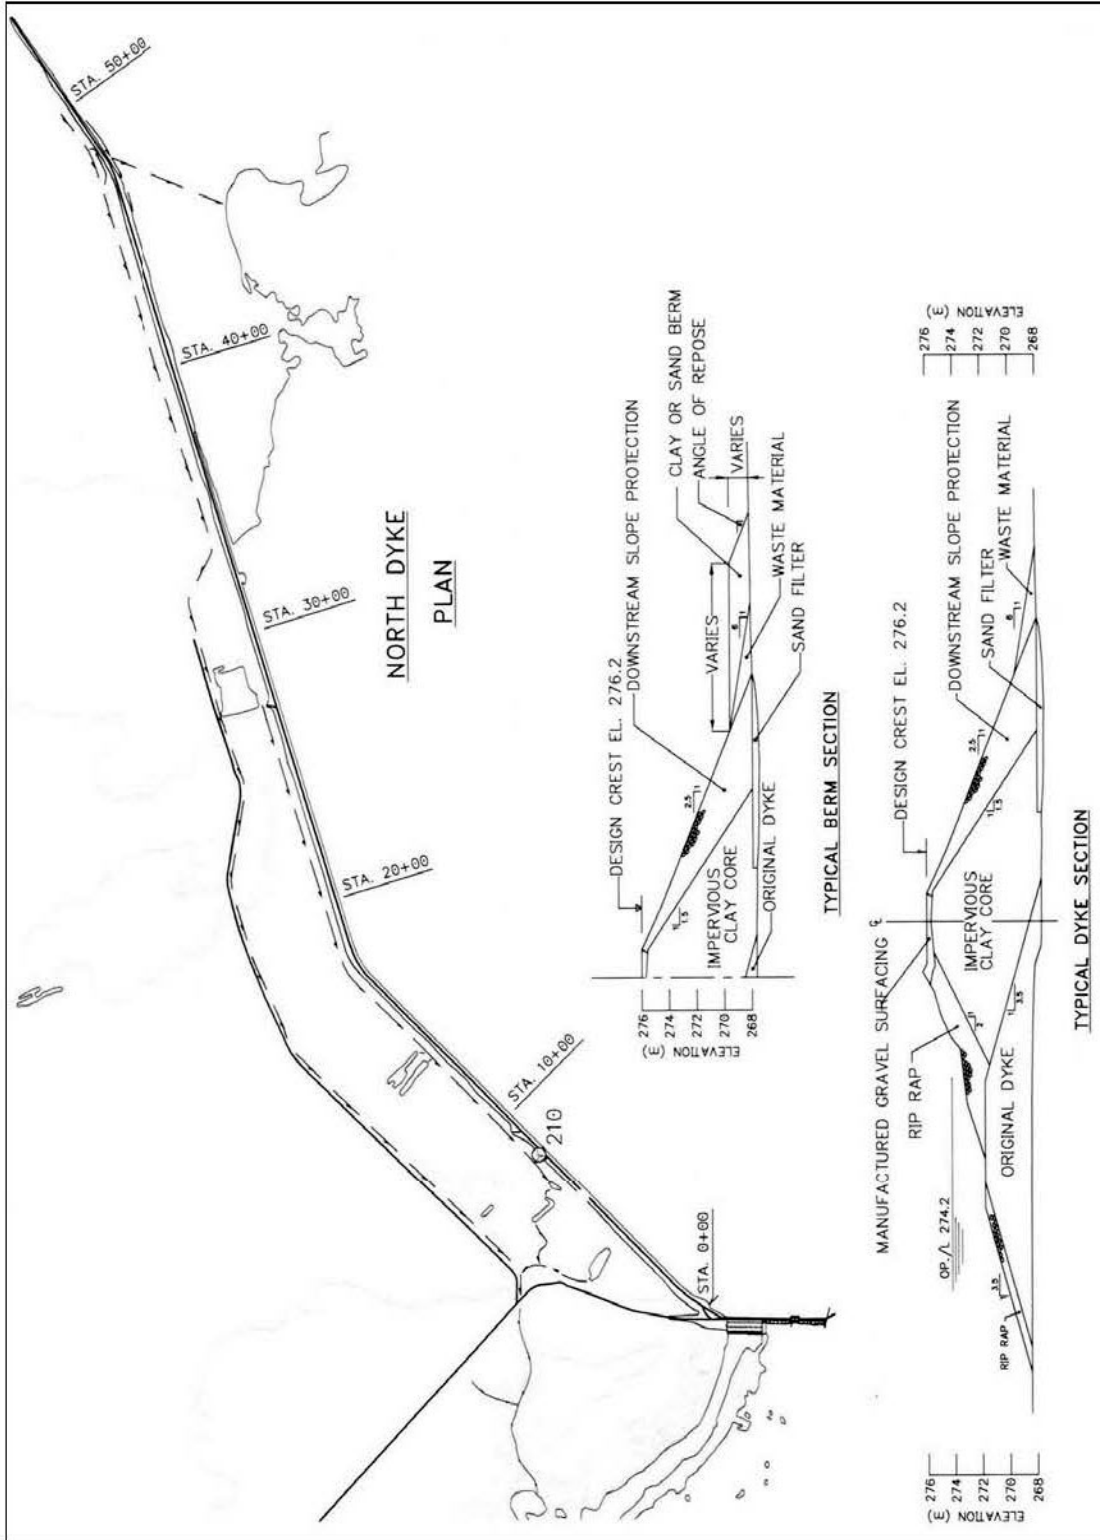 STA. 50+00
STA. 40+00
STA. 30+00
STA. 20+00
STA. 10+00
210
STA. 0+00
NORTH DYKE
PLAN
DESIGN CREST EL. 276.2
DOWNSTREAM SLOPE PROTECTION
CLAY OR SAND BERM
ANGLE OF REPOSE
VARIES
VARIES
WASTE MATERIAL
SAND FILTER
ORIGINAL DYKE
IMPERVIOUS
CLAY CORE
2.5
1
1
1.5
6
1
276
274
272
270
268
ELEVATION
(m)
TYPICAL BERM SECTION
MANUFACTURED GRAVEL SURFACING
RIP RAP
OP./L 274.2
DESIGN CREST EL. 276.2
DOWNSTREAM SLOPE PROTECTION
SAND FILTER
WASTE MATERIAL
IMPERVIOUS
CLAY CORE
ORIGINAL DYKE
RIP RAP
3.5
1
2
1
1
3.5
2.5
1
1
1.5
6
1
276
274
272
270
268
ELEVATION
(m)
276
274
272
270
268
ELEVATION
(m)
TYPICAL DYKE SECTION